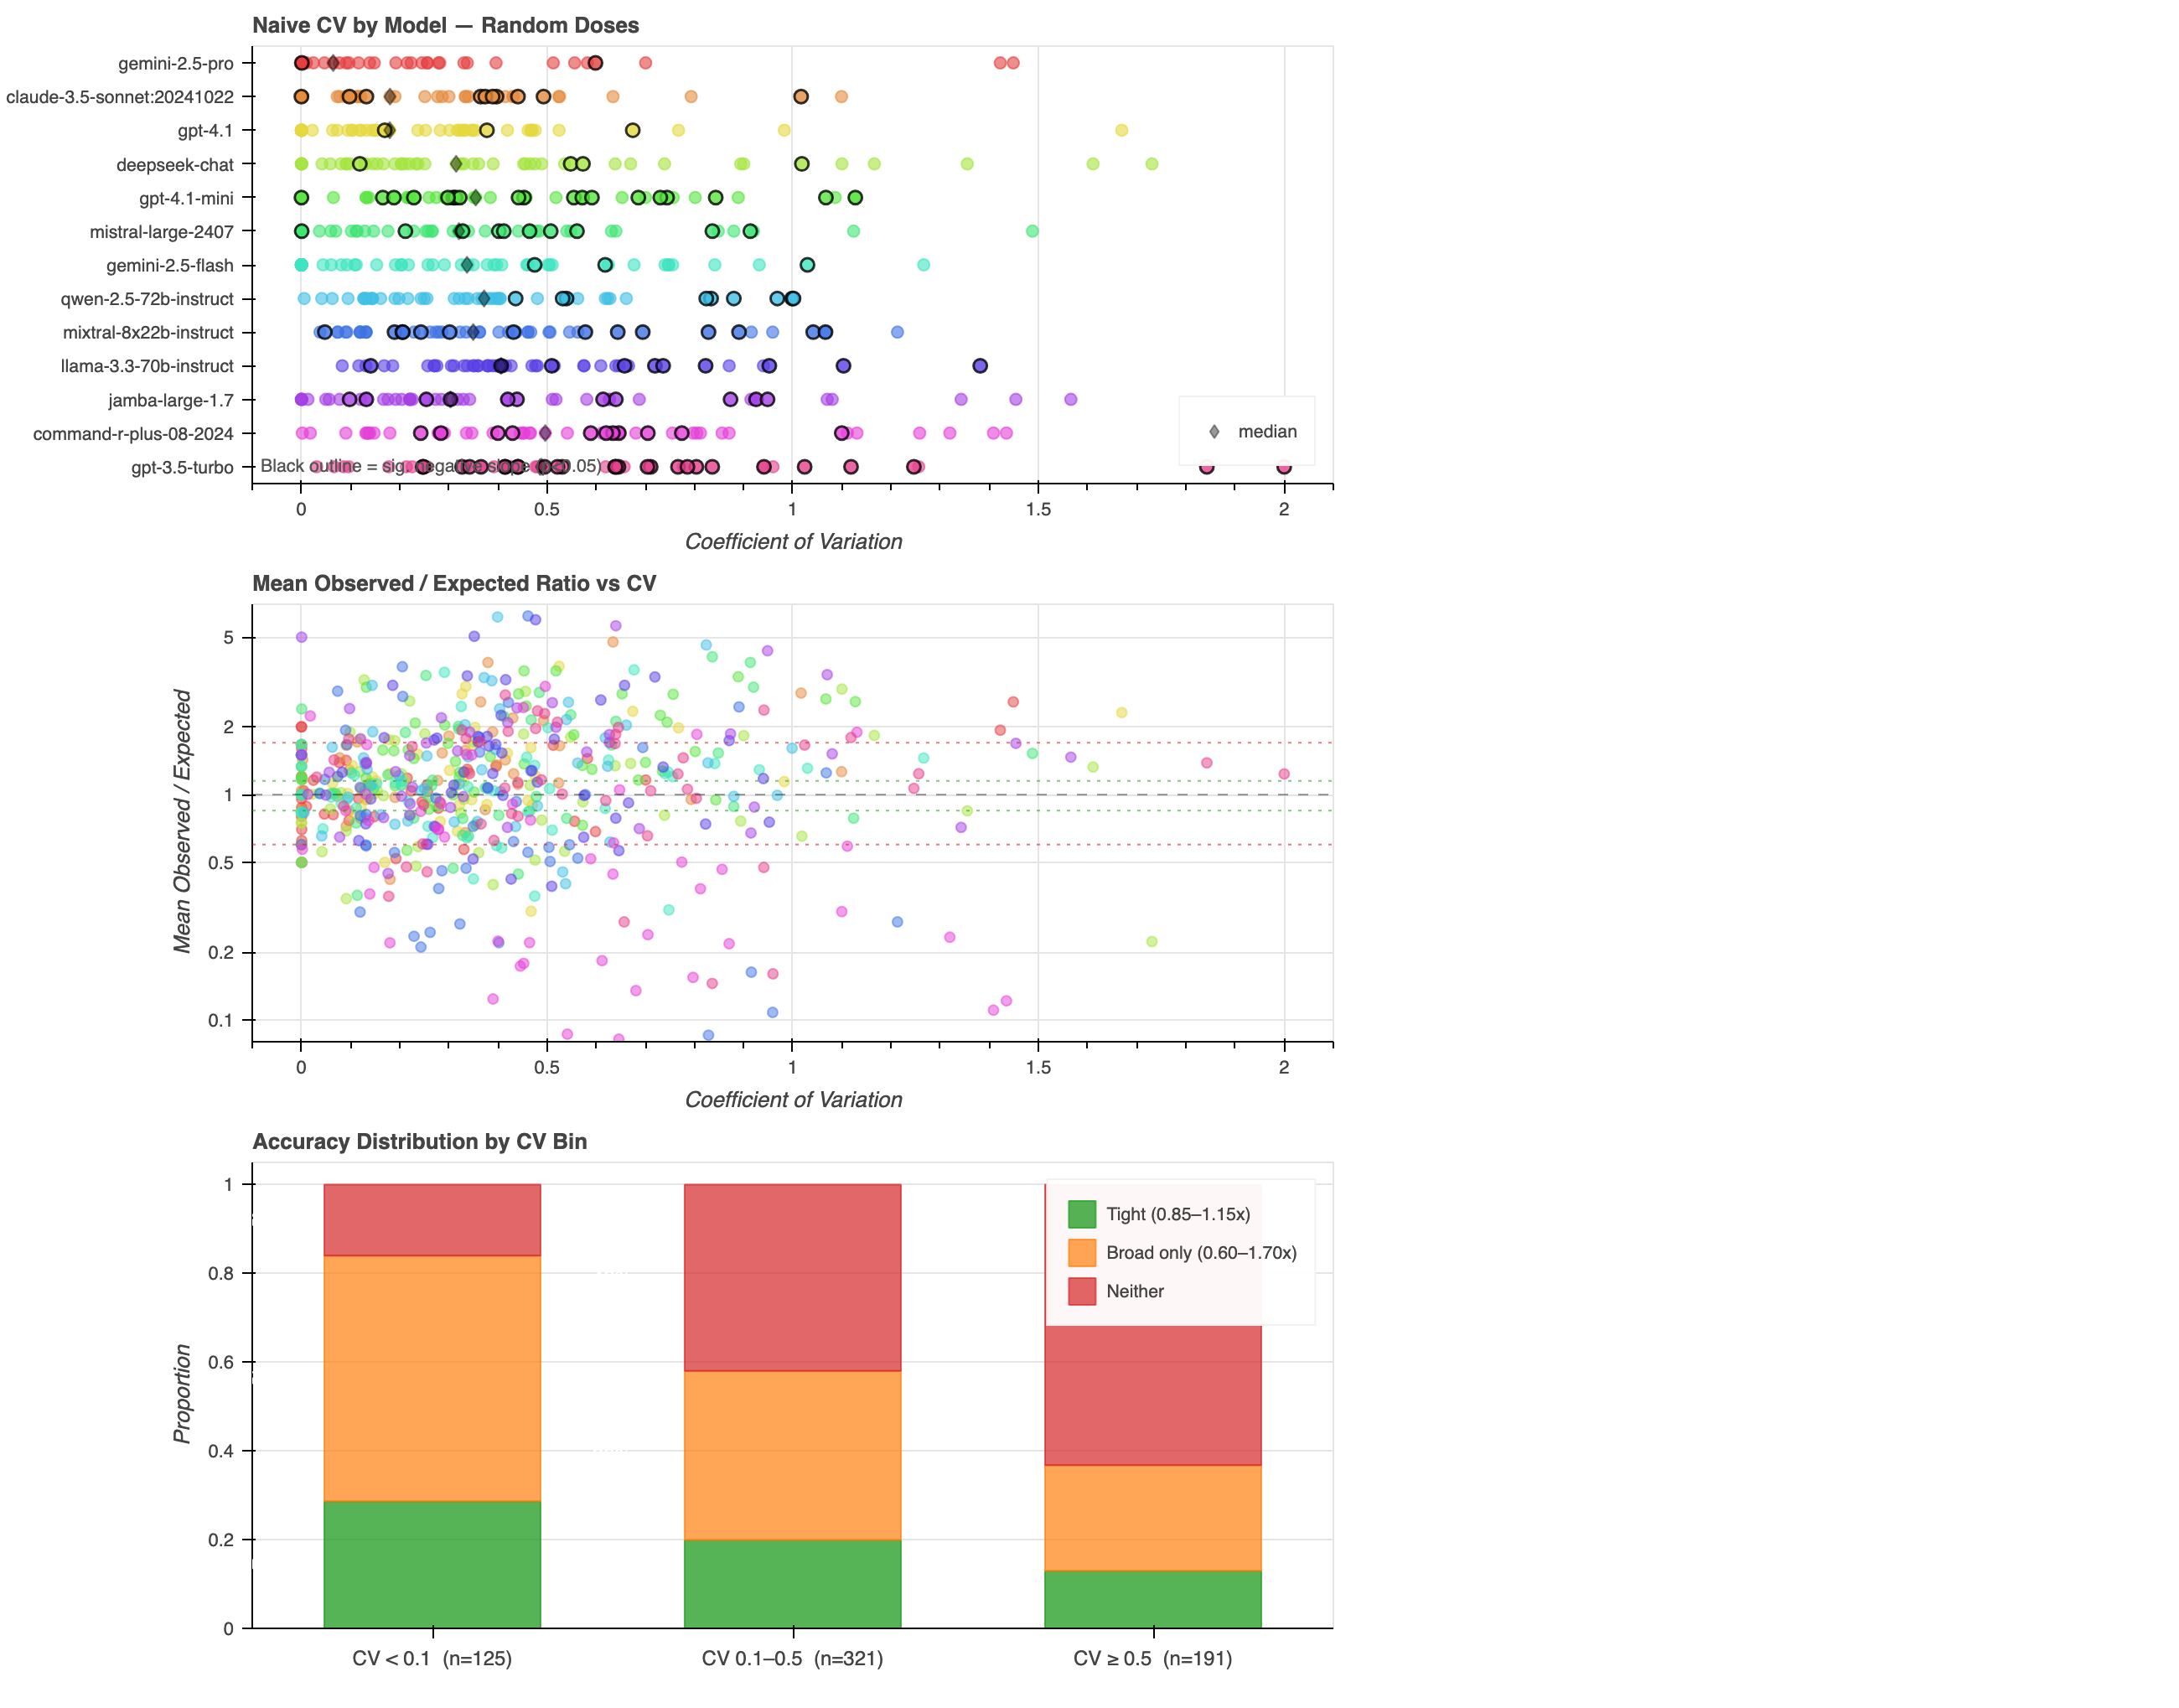 Naive CV by Model — Random Doses
gemini-2.5-pro
claude-3.5-sonnet:20241022
gpt-4.1
deepseek-chat
gpt-4.1-mini
mistral-large-2407
gemini-2.5-flash
qwen-2.5-72b-instruct
mixtral-8x22b-instruct
llama-3.3-70b-instruct
jamba-large-1.7
command-r-plus-08-2024
gpt-3.5-turbo
median
Black outline = sig. negative slope .05)
0 0.5 1 1.5 2
Coefficient of Variation
Mean Observed / Expected Ratio vs CV
Mean Observed / Expected
5
2
1
0.5
0.2
0.1
0 0.5 1 1.5 2
Coefficient of Variation
Accuracy Distribution by CV Bin
Proportion
1
0.8
0.6
0.4
0.2
0
Tight (0.85–1.15x)
Broad only (0.60–1.70x)
Neither
CV < 0.1 (n=125)
CV 0.1–0.5 (n=321)
CV ≥ 0.5 (n=191)